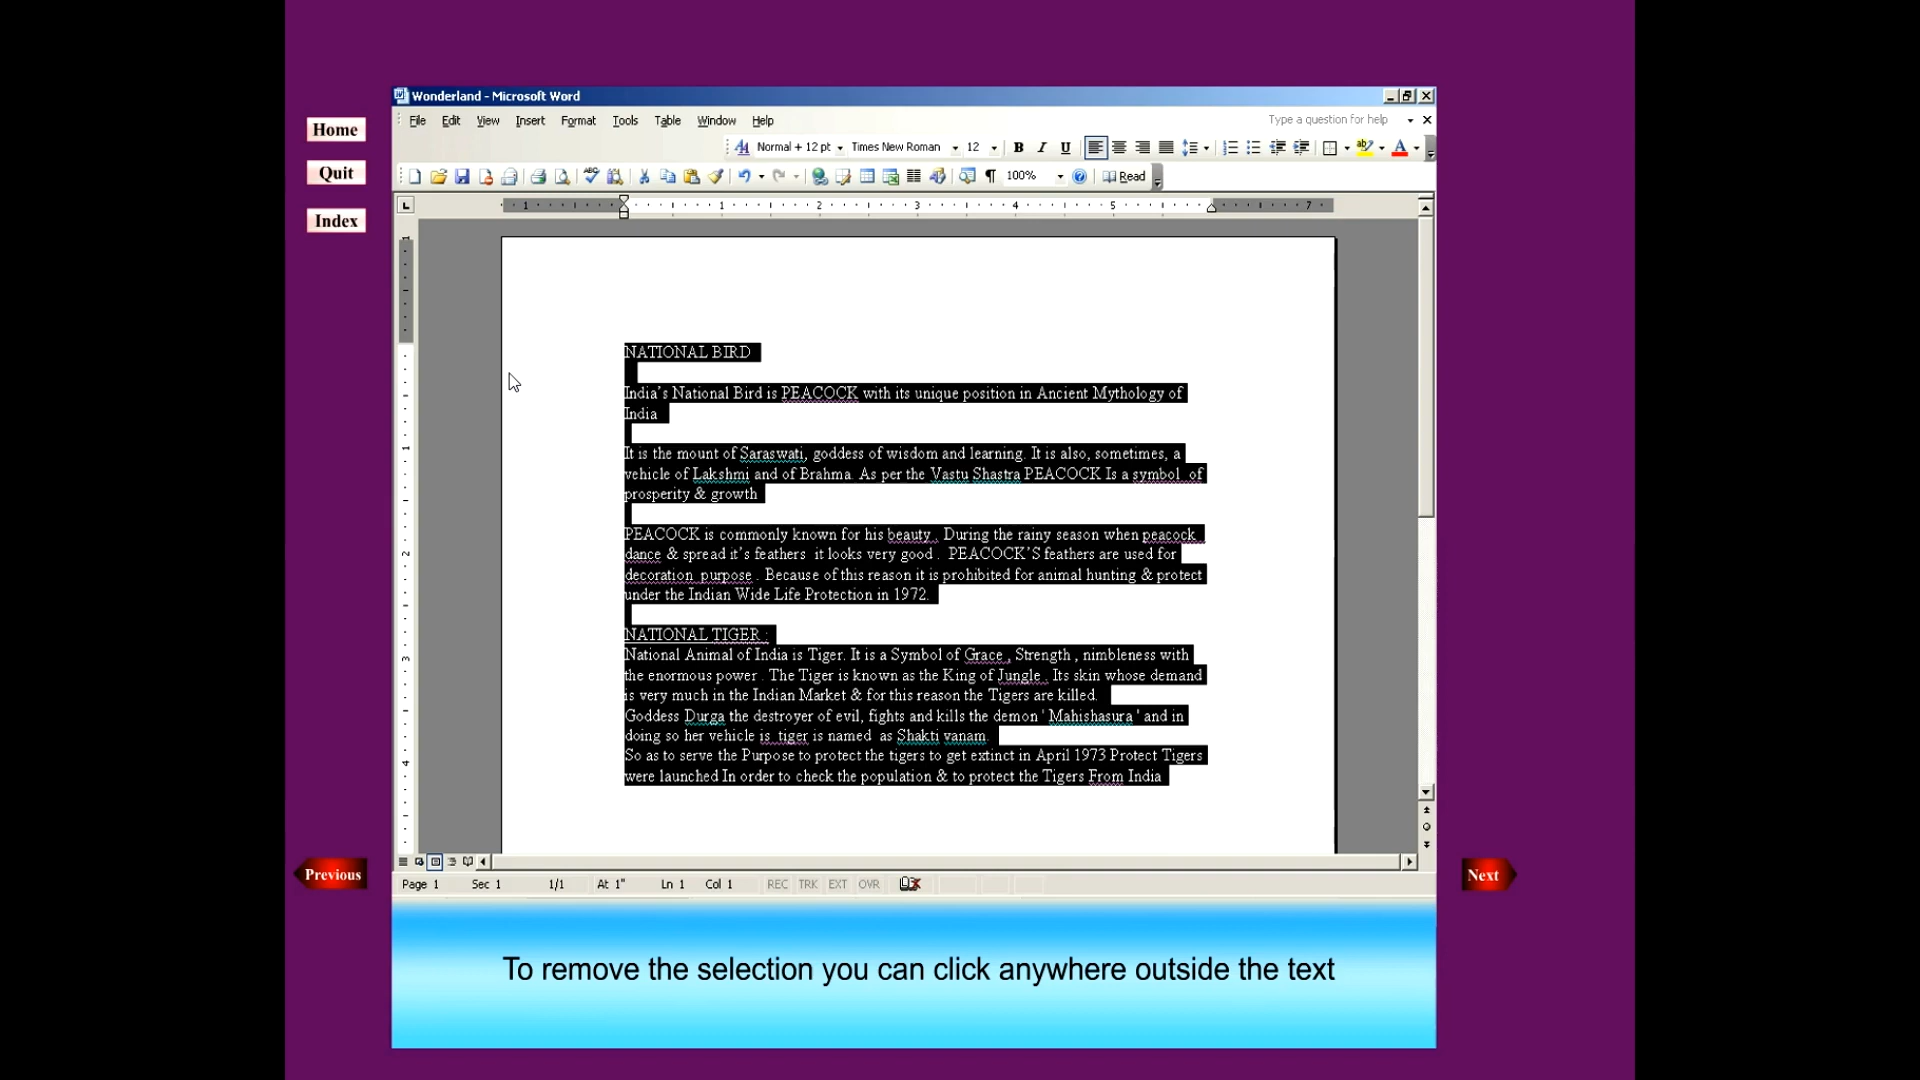 Wonderland - Microsoft Word
Home
File Edit View Insert Format Tools Table Window Help
Type a question for help
Normal + 12 pt Times New Roman 12 B I U
Quit
100% Read
Index
1 1 2 3 4 5 7
NATIONAL BIRD
India's National Bird is PEACOCK with its unique position in Ancient Mythology of
India
It is the mount of Saraswati, goddess of wisdom and learning. It is also, sometimes, a
vehicle of Lakshmi and of Brahma. As per the Vastu Shastra PEACOCK Is a symbol  of
prosperity & growth
PEACOCK is commonly known for his beauty . During the rainy season when peacock
dance & spread it's feathers  it looks very good .  PEACOCK'S feathers are used for
decoration  purpose . Because of this reason it is prohibited for animal hunting & protect
under the Indian Wide Life Protection in 1972.
NATIONAL TIGER :
National Animal of India is Tiger. It is a Symbol of Grace , Strength , nimbleness with
the enormous power . The Tiger is known as the King of Jungle . Its skin whose demand
is very much in the Indian Market & for this reason the Tigers are killed.
Goddess Durga the destroyer of evil, fights and kills the demon ' Mahishasura ' and in
doing so her vehicle is  tiger is named  as Shakti vanam.
So as to serve the Purpose to protect the tigers to get extinct in April 1973 Protect Tigers
were launched In order to check the population & to protect the Tigers From India
1
2
3
4
Previous
Next
Page 1 Sec 1 1/1 At 1" Ln 1 Col 1 REC TRK EXT OVR
To remove the selection you can click anywhere outside the text